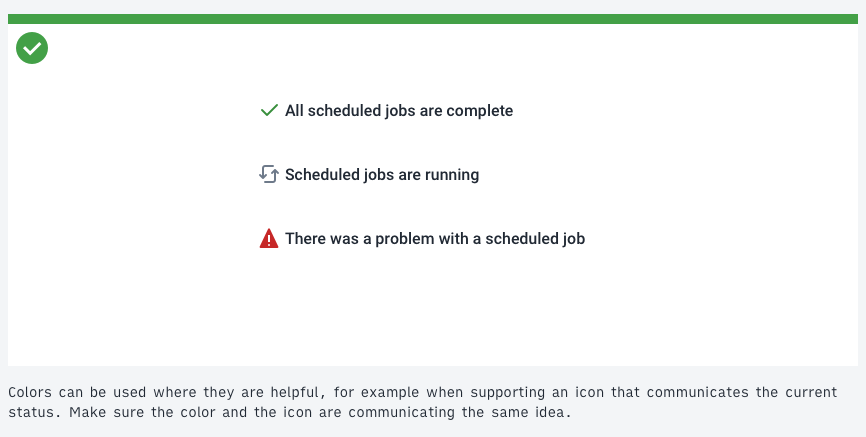 All scheduled jobs are complete
Scheduled jobs are running
There was a problem with a scheduled job
Colors can be used where they are helpful, for example when supporting an icon that communicates the current
status. Make sure the color and the icon are communicating the same idea.